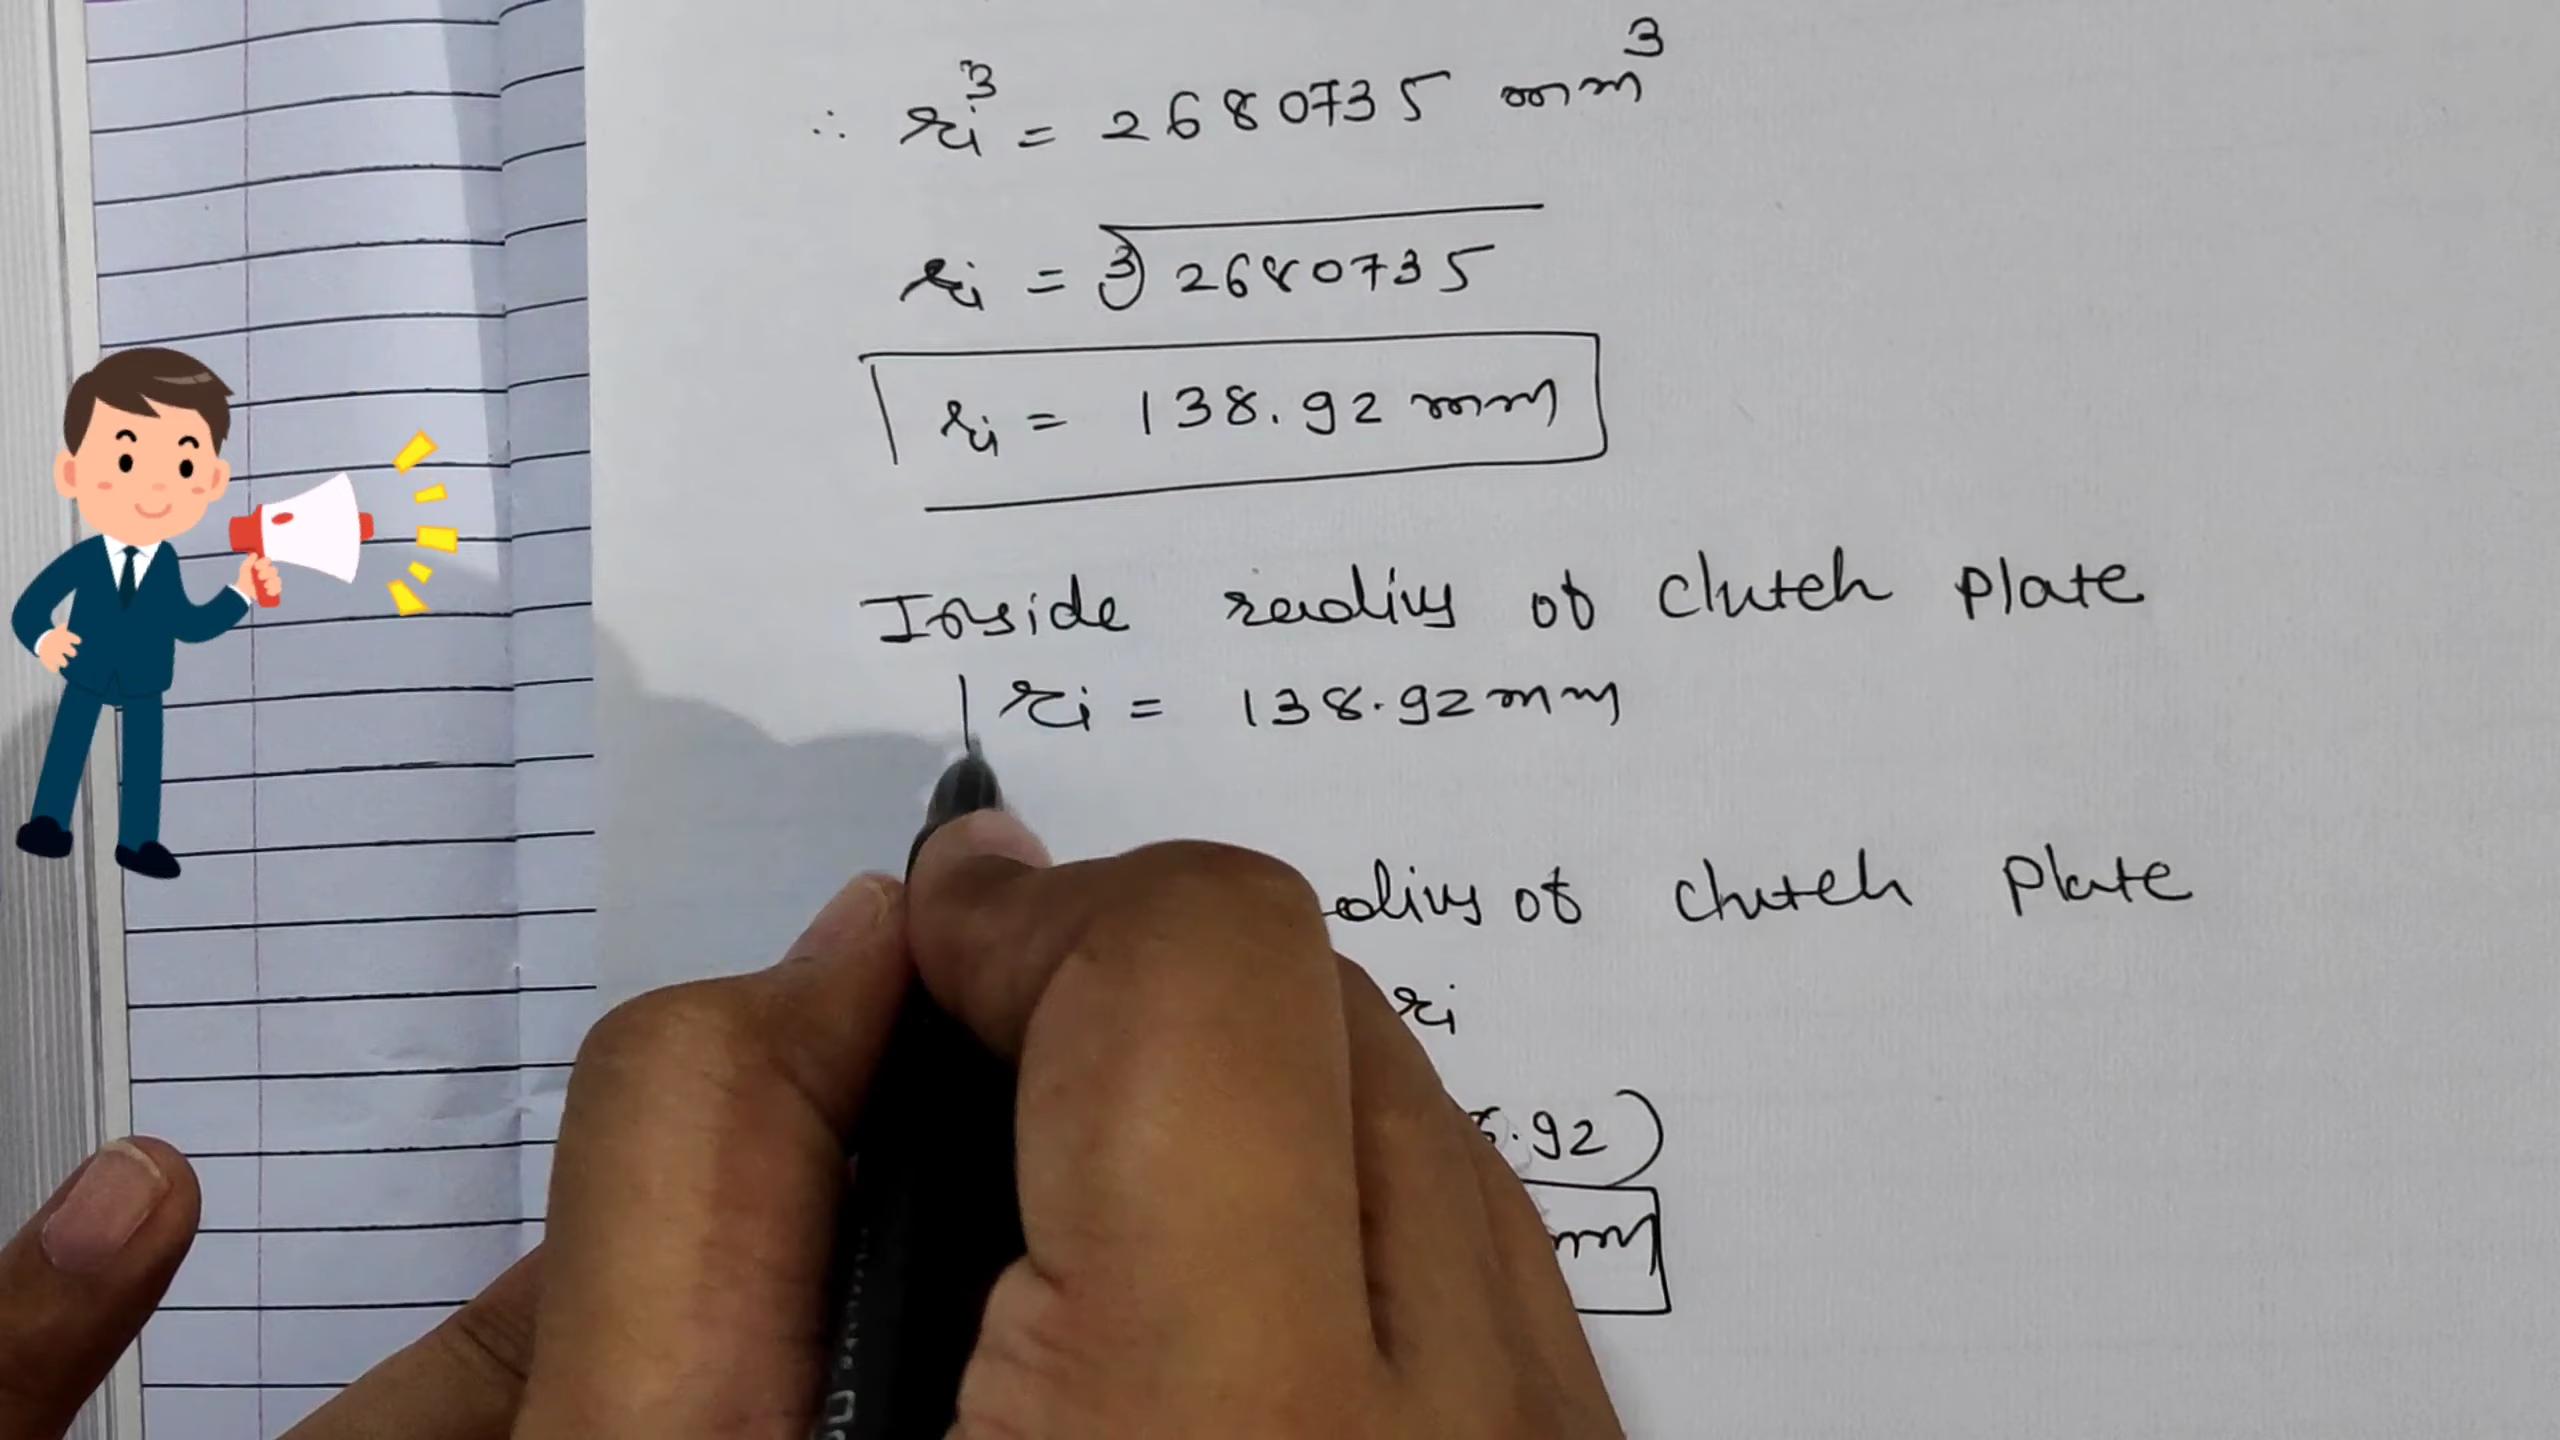 ∴ ri³ = 2680735 mm³
ri = ∛2680735
ri = 138.92 mm
Inside radius of clutch plate
ri = 138.92 mm
of clutch plate
ri
.92)
mm